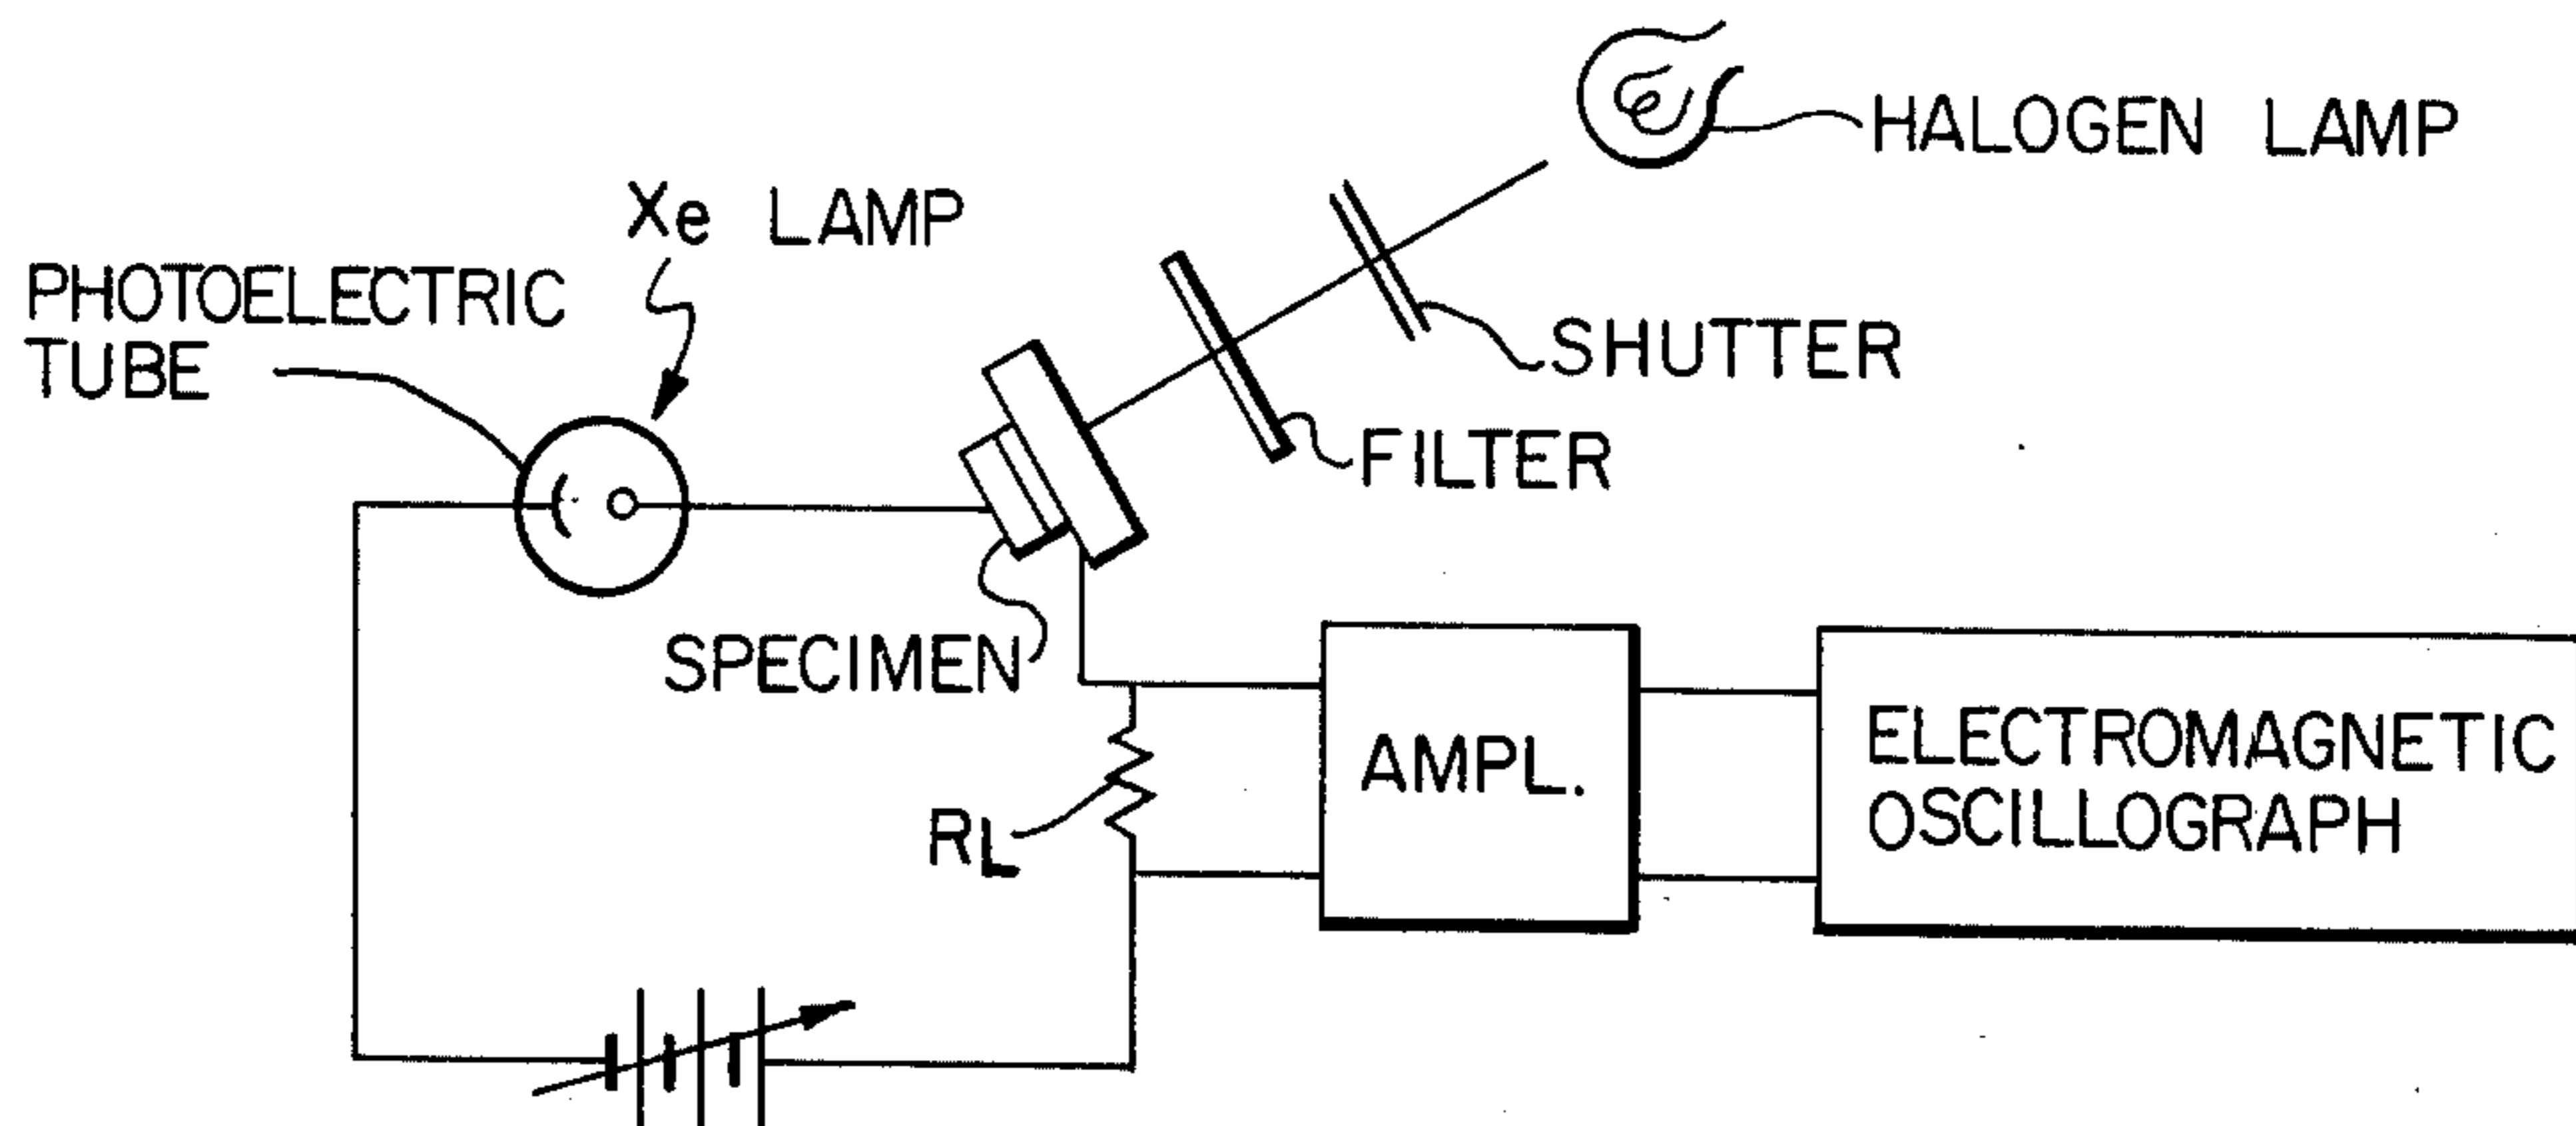 HALOGEN LAMP
Xe LAMP
PHOTOELECTRIC
TUBE
SHUTTER
FILTER
SPECIMEN
RL
AMPL.
ELECTROMAGNETIC
OSCILLOGRAPH